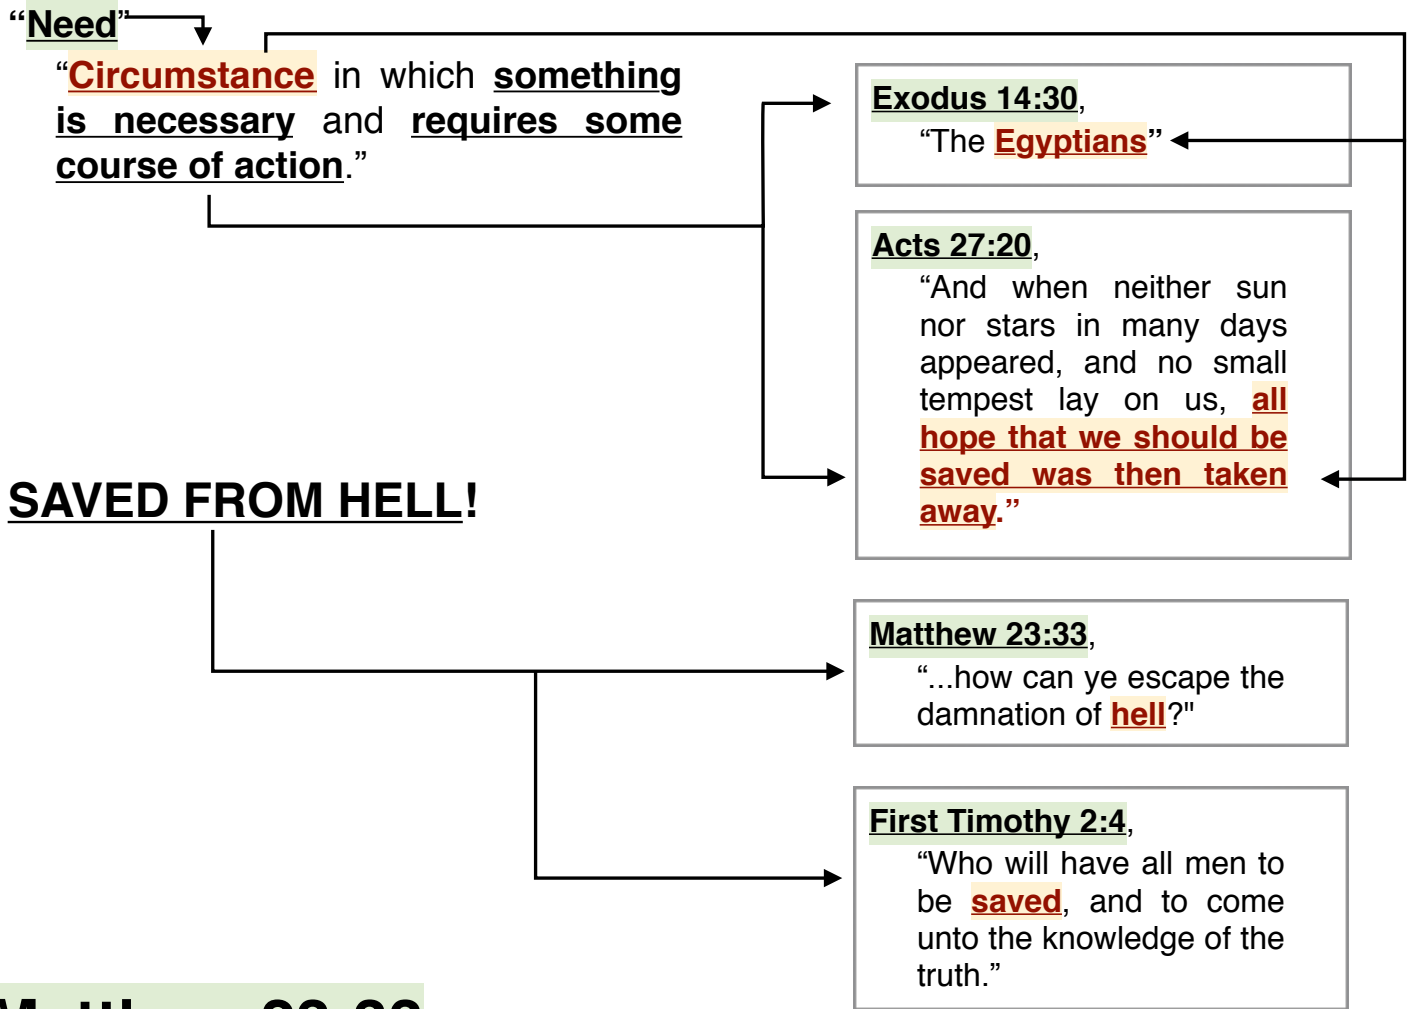 “Need”
“Circumstance in which something
is necessary and requires some
course of action.”
Exodus 14:30,
“The Egyptians”
Acts 27:20,
“And when neither sun
nor stars in many days
appeared, and no small
tempest lay on us, all
hope that we should be
saved was then taken
away.”
SAVED FROM HELL!
Matthew 23:33,
“...how can ye escape the
damnation of hell?"
First Timothy 2:4,
“Who will have all men to
be saved, and to come
unto the knowledge of the
truth.”